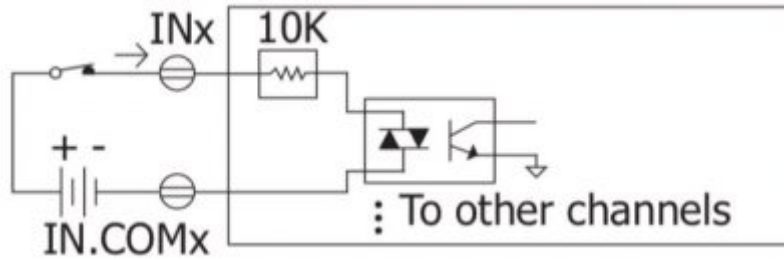 INx
10K
+ -
IN.COMx
⋮ To other channels